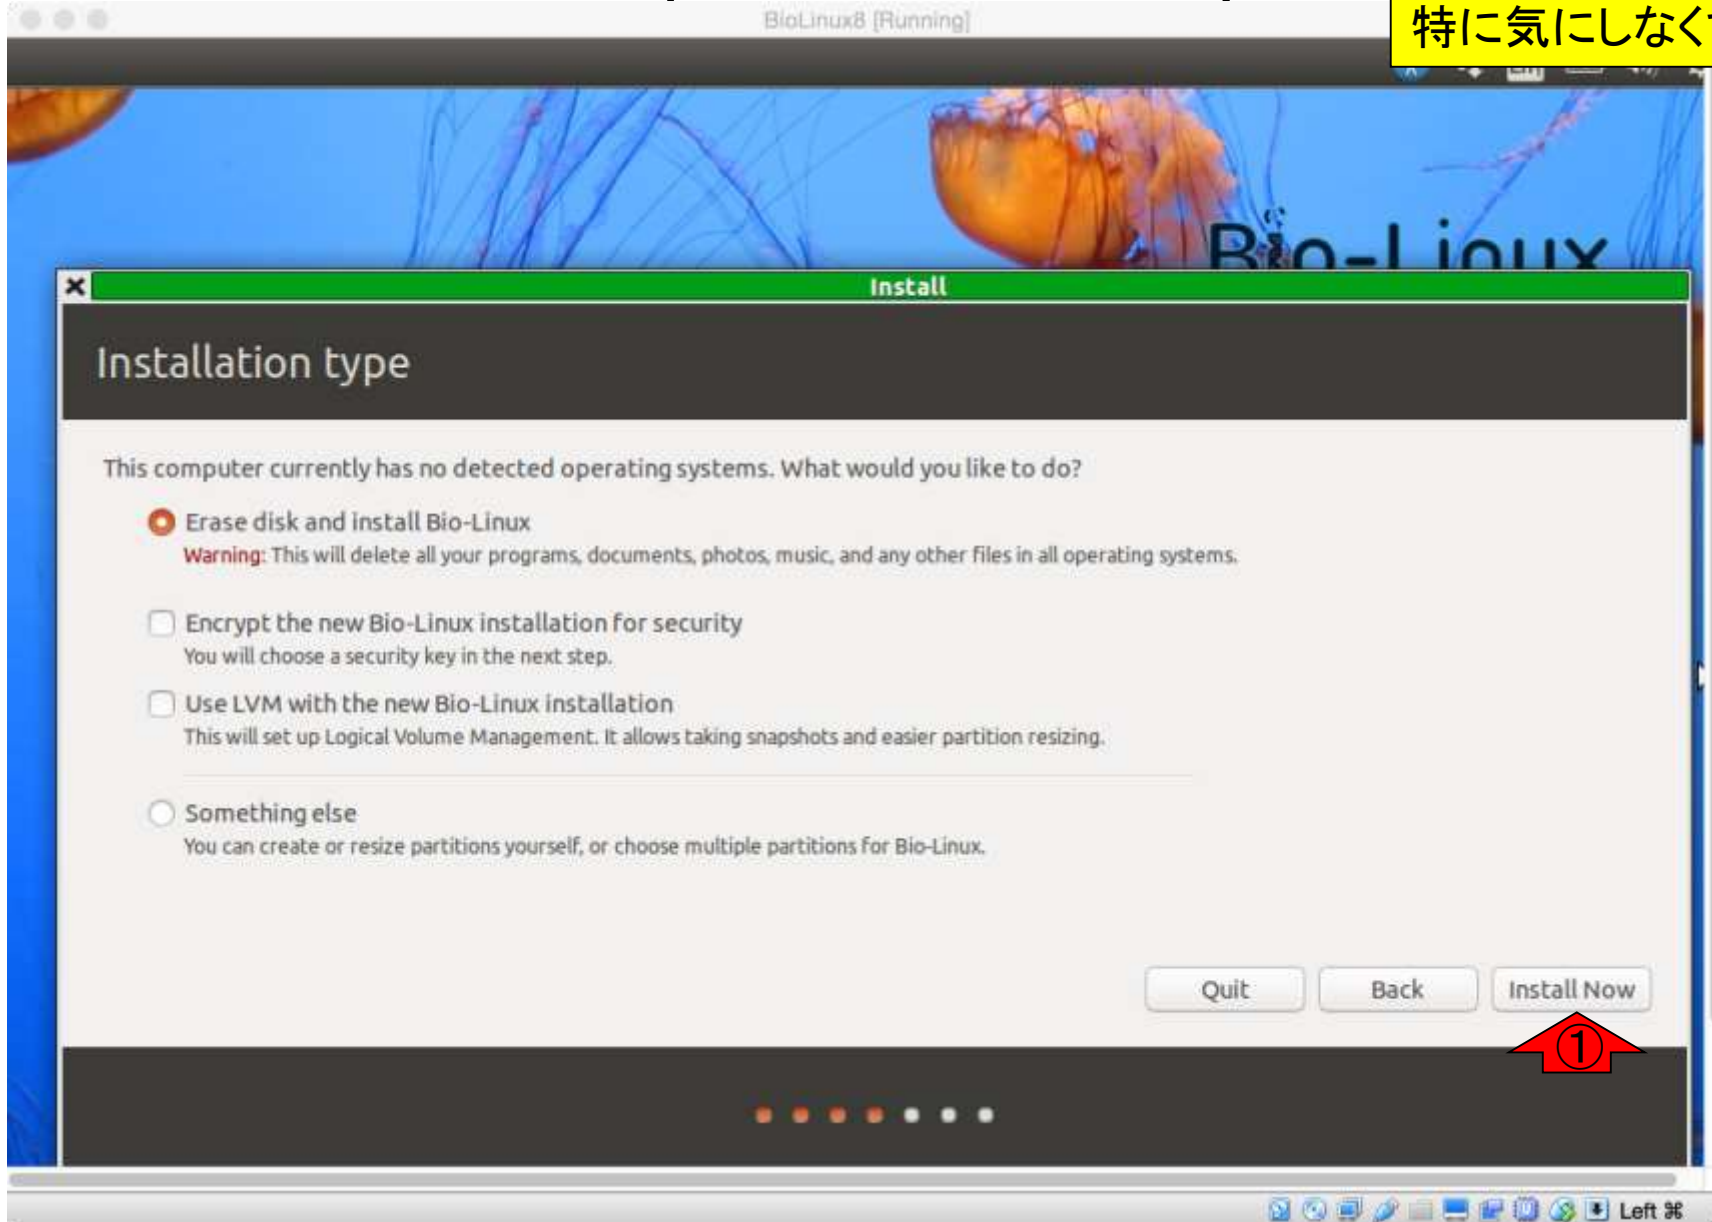 BioLinux8 [Running]
特に気にしなく
Bio-Linux
Install
Installation type
This computer currently has no detected operating systems. What would you like to do?
Erase disk and install Bio-Linux
Warning: This will delete all your programs, documents, photos, music, and any other files in all operating systems.
Encrypt the new Bio-Linux installation for security
You will choose a security key in the next step.
Use LVM with the new Bio-Linux installation
This will set up Logical Volume Management. It allows taking snapshots and easier partition resizing.
Something else
You can create or resize partitions yourself, or choose multiple partitions for Bio-Linux.
Quit
Back
Install Now
①
Left ⌘